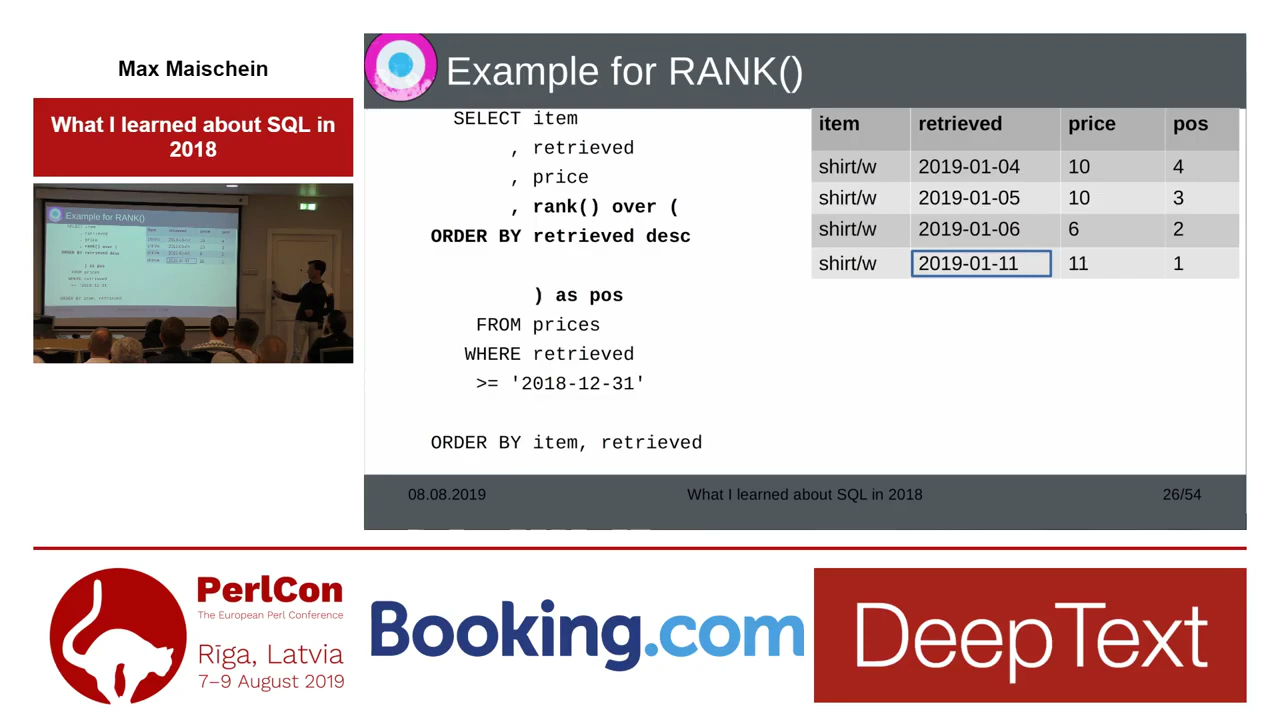 Max Maischein
What I learned about SQL in
2018
Example for RANK()
SELECT item
, retrieved
, price
, rank() over (
ORDER BY retrieved desc
) as pos
FROM prices
WHERE retrieved
>= '2018-12-31'
ORDER BY item, retrieved
item retrieved price pos
shirt/w 2019-01-04 10 4
shirt/w 2019-01-05 10 3
shirt/w 2019-01-06 6 2
shirt/w 2019-01-11 11 1
08.08.2019 What I learned about SQL in 2018 26/54
Example for RANK()
PerlCon
The European Perl Conference
Rīga, Latvia
7–9 August 2019
Booking.com
DeepText